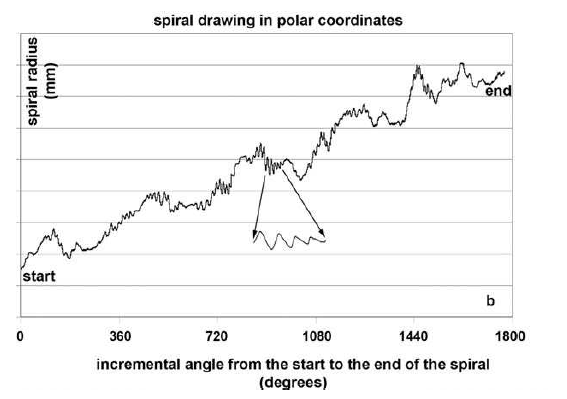 spiral drawing in polar coordinates
spiral radius
(mm)
end
start
b
0 360 720 1080 1440 1800
incremental angle from the start to the end of the spiral
(degrees)